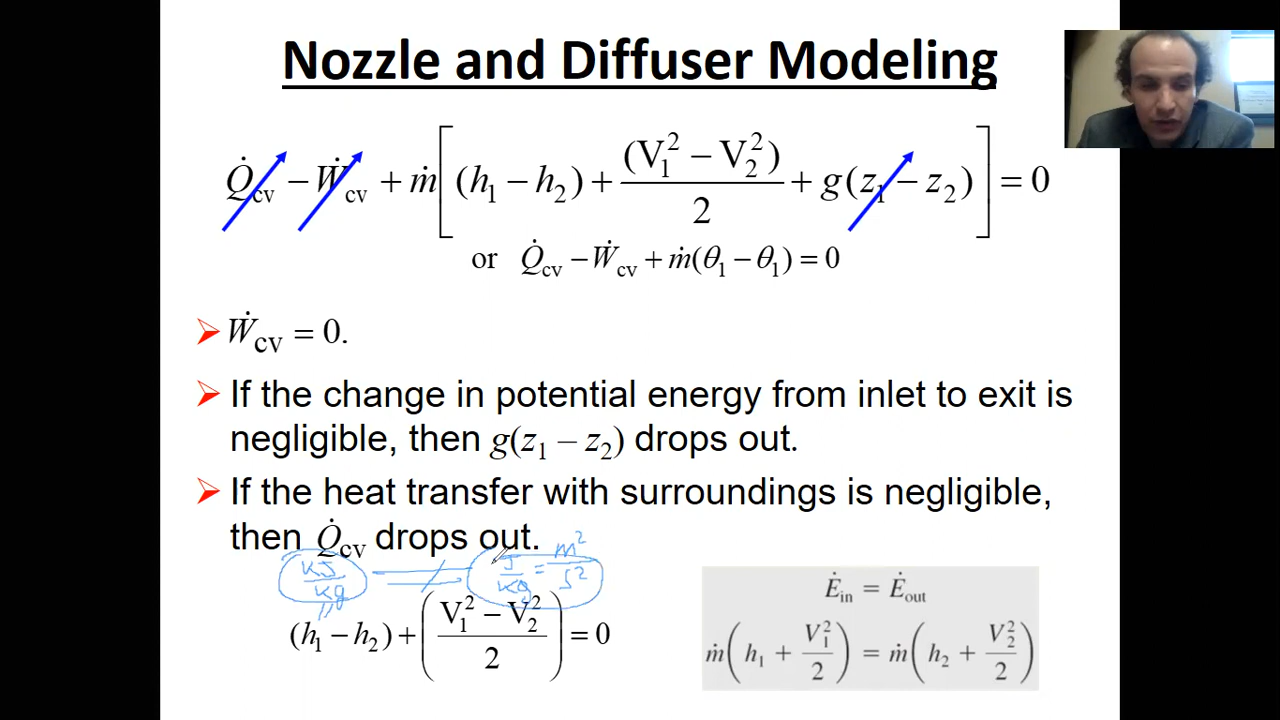 Nozzle and Diffuser Modeling
Q̇cv − Ẇcv + ṁ[(h₁ − h₂) + (V₁² − V₂²)/2 + g(z₁ − z₂)] = 0
or Q̇cv − Ẇcv + ṁ(θ₁ − θ₁) = 0
Ẇcv = 0.
If the change in potential energy from inlet to exit is
negligible, then g(z₁ − z₂) drops out.
If the heat transfer with surroundings is negligible,
then Q̇cv drops out.
kJ/kg ≠ J/kg = m²/s²
(h₁ − h₂) + ((V₁² − V₂²)/2) = 0
Ėin = Ėout
ṁ(h₁ + V₁²/2) = ṁ(h₂ + V₂²/2)